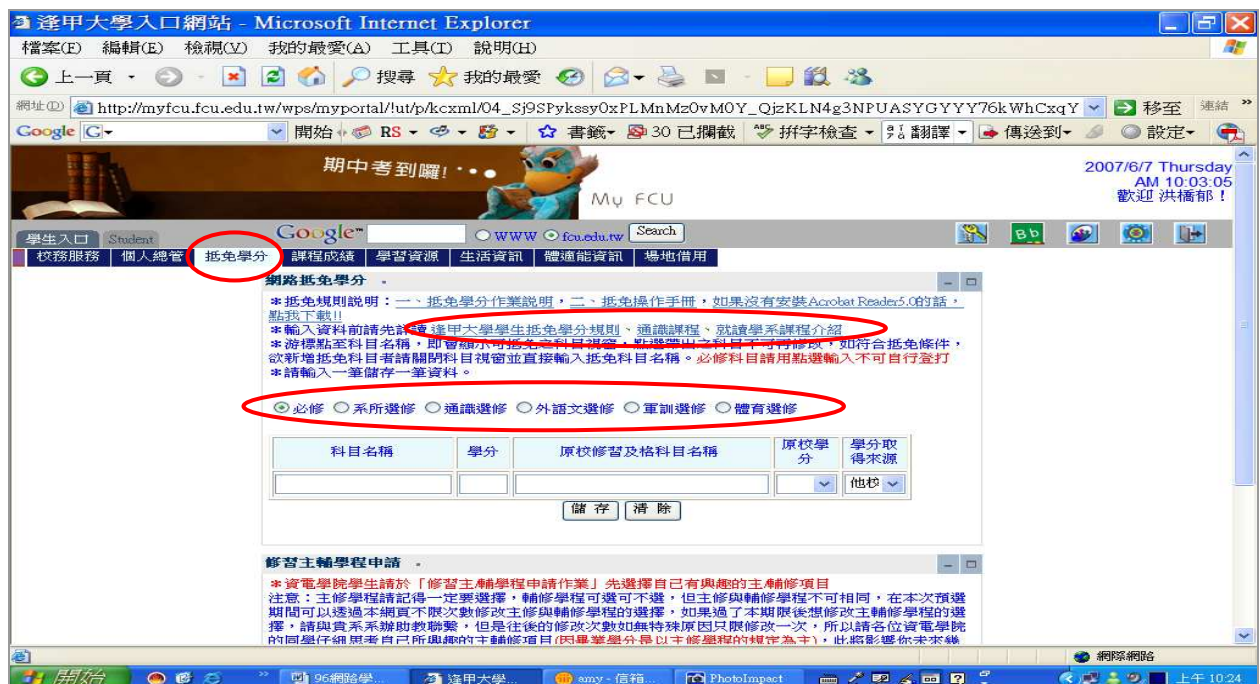 逢甲大學入口網站 - Microsoft Internet Explorer
檔案(F) 編輯(E) 檢視(V) 我的最愛(A) 工具(T) 說明(H)
上一頁 搜尋 我的最愛
網址(D) http://myfcu.fcu.edu.tw/wps/myportal/!ut/p/kcxml/04_Sj9SPykssy0xPLMnMz0vM0Y_QjzKLN4g3NPUASYGYYY76kWhCxqY 移至 連結 »
Google G 開始 RS 書籤 30 已攔截 拼字檢查 翻譯 傳送到 設定
期中考到囉!
My FCU
2007/6/7 Thursday
AM 10:03:05
歡迎 洪橋郁！
學生入口 Student Google™ WWW fcu.edu.tw Search
校務服務 個人總管 抵免學分 課程成績 學習資源 生活資訊 體適能資訊 場地借用
網路抵免學分
*抵免規則說明：一、抵免學分作業說明，二、抵免操作手冊，如果沒有安裝Acrobat Reader5.0的話，
點我下載!!
*輸入資料前請先詳讀 逢甲大學學生抵免學分規則、通識課程、就讀學系課程介紹
*游標點至科目名稱，即會顯示可抵免之科目視窗，點選帶出之科目不可再修改，如符合抵免條件，
欲新增抵免科目者請關閉科目視窗並直接輸入抵免科目名稱。必修科目請用點選輸入不可自行登打
*請輸入一筆儲存一筆資料。
必修 系所選修 通識選修 外語文選修 軍訓選修 體育選修
科目名稱 學分 原校修習及格科目名稱 原校學分 學分取得來源
他校
儲 存 清 除
修習主輔學程申請
*資電學院學生請於「修習主/輔學程申請作業」先選擇自己有興趣的主/輔修項目
注意：主修學程請記得一定要選擇，輔修學程可選可不選，但主修與輔修學程不可相同，在本次預選
期間可以透過本網頁不限次數修改主修與輔修學程的選擇，如果過了本期限後想修改主輔修學程的選
擇，請與貴系系辦助教聯繫，但是往後的修改次數如無特殊原因只限修改一次，所以請各位資電學院
的同學仔細思考自己所興趣的主輔修項目(因畢業學分是以主修學程的規定為主)，此將影響你未來幾
網際網路
開始 96網路學... 逢甲大學... amy - 信箱... PhotoImpact 上午 10:24